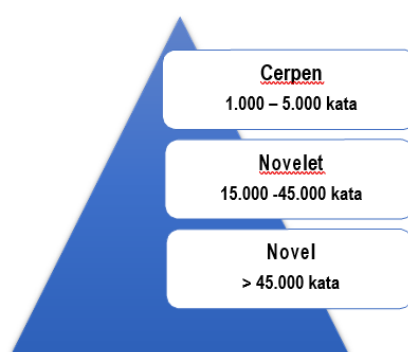 Cerpen
1.000 – 5.000 kata
Novelet
15.000 -45.000 kata
Novel
> 45.000 kata